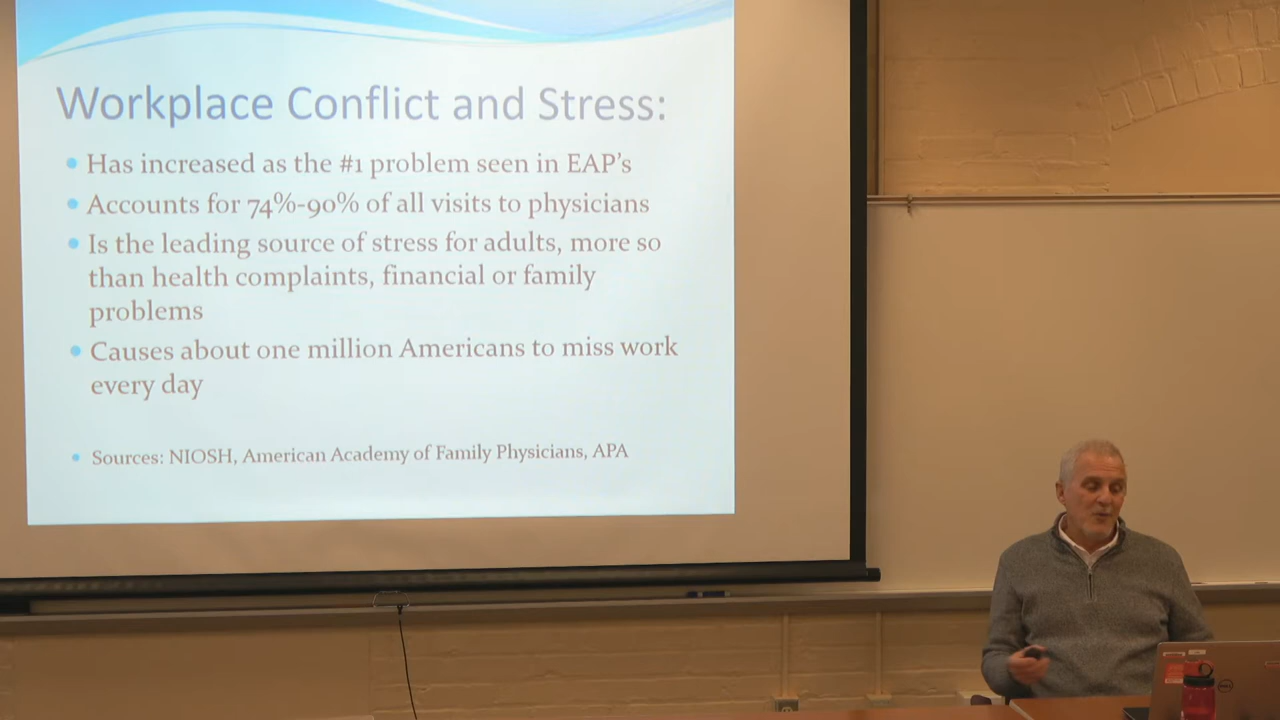 Workplace Conflict and Stress:
• Has increased as the #1 problem seen in EAP's
• Accounts for 74%-90% of all visits to physicians
• Is the leading source of stress for adults, more so
than health complaints, financial or family
problems
• Causes about one million Americans to miss work
every day
• Sources: NIOSH, American Academy of Family Physicians, APA
DELL